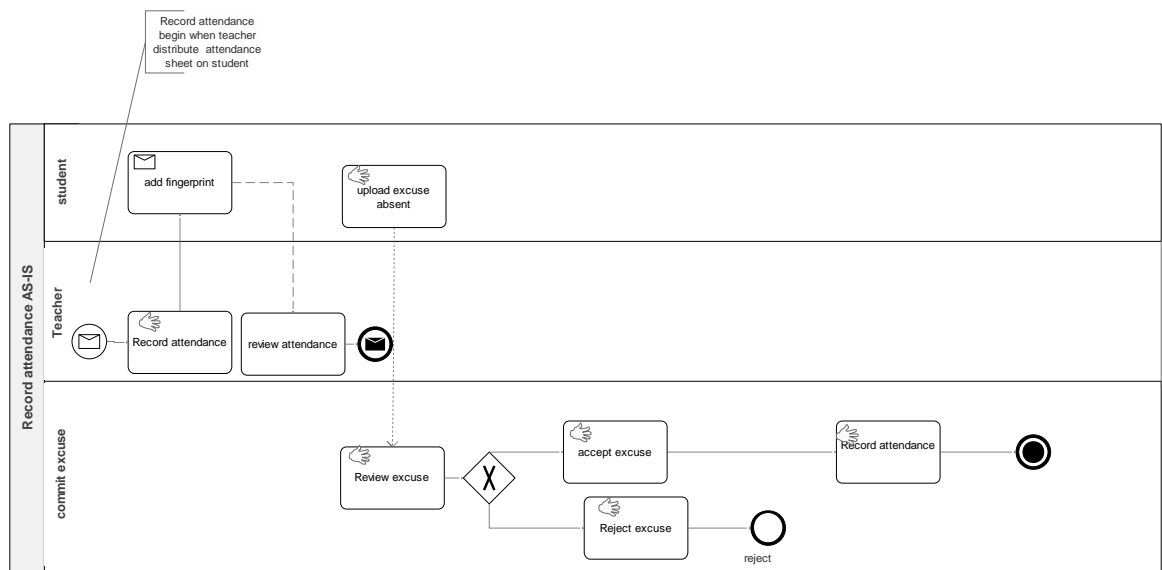 Record attendance
begin when teacher
distribute attendance
sheet on student
Record attendance AS-IS
student
add fingerprint
upload excuse
absent
Teacher
Record attendance
review attendance
commit excuse
Review excuse
X
accept excuse
Record attendance
Reject excuse
reject